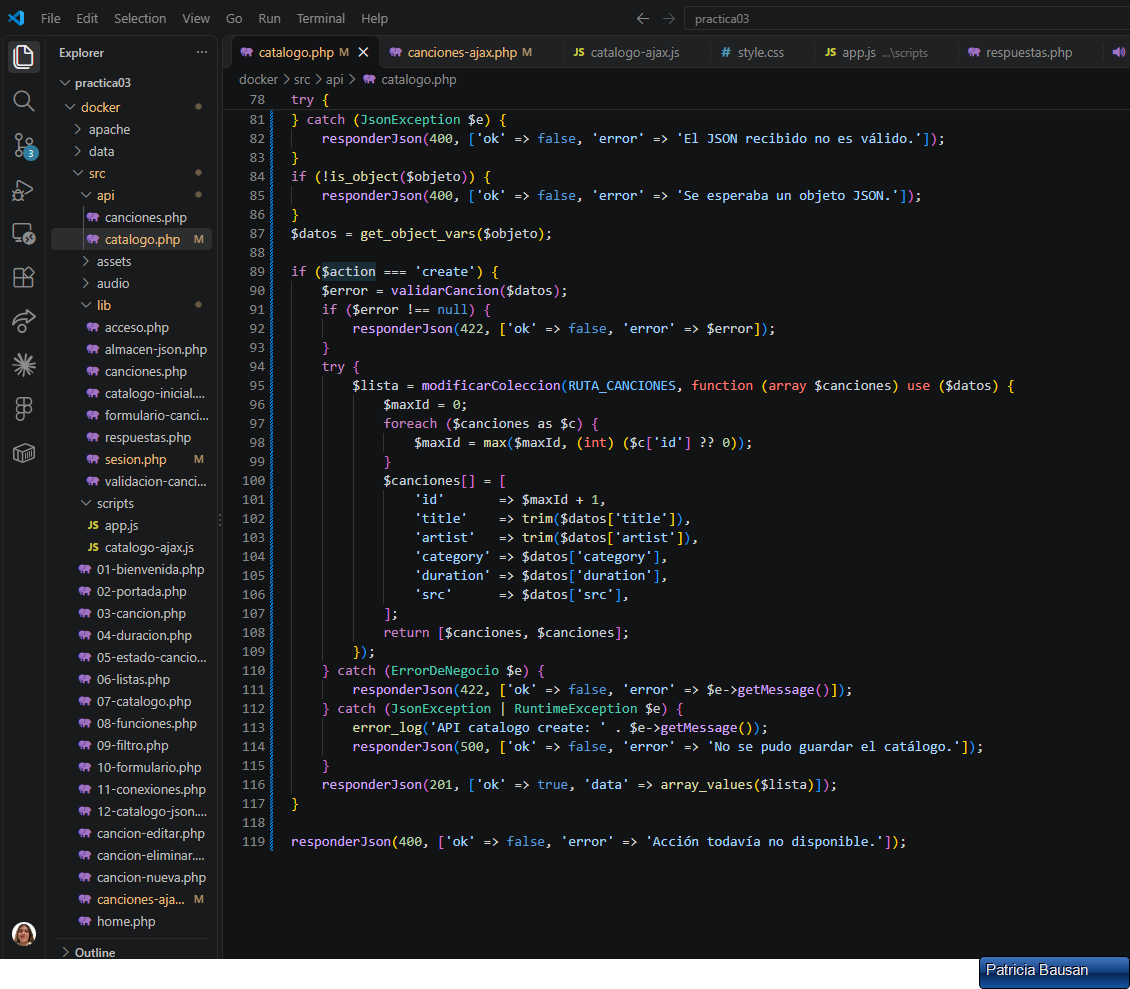 File Edit Selection View Go Run Terminal Help
practica03
Explorer
catalogo.php M
canciones-ajax.php M
JS catalogo-ajax.js
# style.css
JS app.js ...\scripts
respuestas.php
docker > src > api > catalogo.php
practica03
docker
apache
data
src
api
canciones.php
catalogo.php M
assets
audio
lib
acceso.php
almacen-json.php
canciones.php
catalogo-inicial....
formulario-canci...
respuestas.php
sesion.php M
validacion-canci...
scripts
JS app.js
JS catalogo-ajax.js
01-bienvenida.php
02-portada.php
03-cancion.php
04-duracion.php
05-estado-cancio...
06-listas.php
07-catalogo.php
08-funciones.php
09-filtro.php
10-formulario.php
11-conexiones.php
12-catalogo-json....
cancion-editar.php
cancion-eliminar....
cancion-nueva.php
canciones-aja... M
home.php
Outline
3
78 try {
81 } catch (JsonException $e) {
82 responderJson(400, ['ok' => false, 'error' => 'El JSON recibido no es válido.']);
83 }
84 if (!is_object($objeto)) {
85 responderJson(400, ['ok' => false, 'error' => 'Se esperaba un objeto JSON.']);
86 }
87 $datos = get_object_vars($objeto);
88
89 if ($action === 'create') {
90 $error = validarCancion($datos);
91 if ($error !== null) {
92 responderJson(422, ['ok' => false, 'error' => $error]);
93 }
94 try {
95 $lista = modificarColeccion(RUTA_CANCIONES, function (array $canciones) use ($datos) {
96 $maxId = 0;
97 foreach ($canciones as $c) {
98 $maxId = max($maxId, (int) ($c['id'] ?? 0));
99 }
100 $canciones[] = [
101 'id' => $maxId + 1,
102 'title' => trim($datos['title']),
103 'artist' => trim($datos['artist']),
104 'category' => $datos['category'],
105 'duration' => $datos['duration'],
106 'src' => $datos['src'],
107 ];
108 return [$canciones, $canciones];
109 });
110 } catch (ErrorDeNegocio $e) {
111 responderJson(422, ['ok' => false, 'error' => $e->getMessage()]);
112 } catch (JsonException | RuntimeException $e) {
113 error_log('API catalogo create: ' . $e->getMessage());
114 responderJson(500, ['ok' => false, 'error' => 'No se pudo guardar el catálogo.']);
115 }
116 responderJson(201, ['ok' => true, 'data' => array_values($lista)]);
117 }
118
119 responderJson(400, ['ok' => false, 'error' => 'Acción todavía no disponible.']);
Patricia Bausan